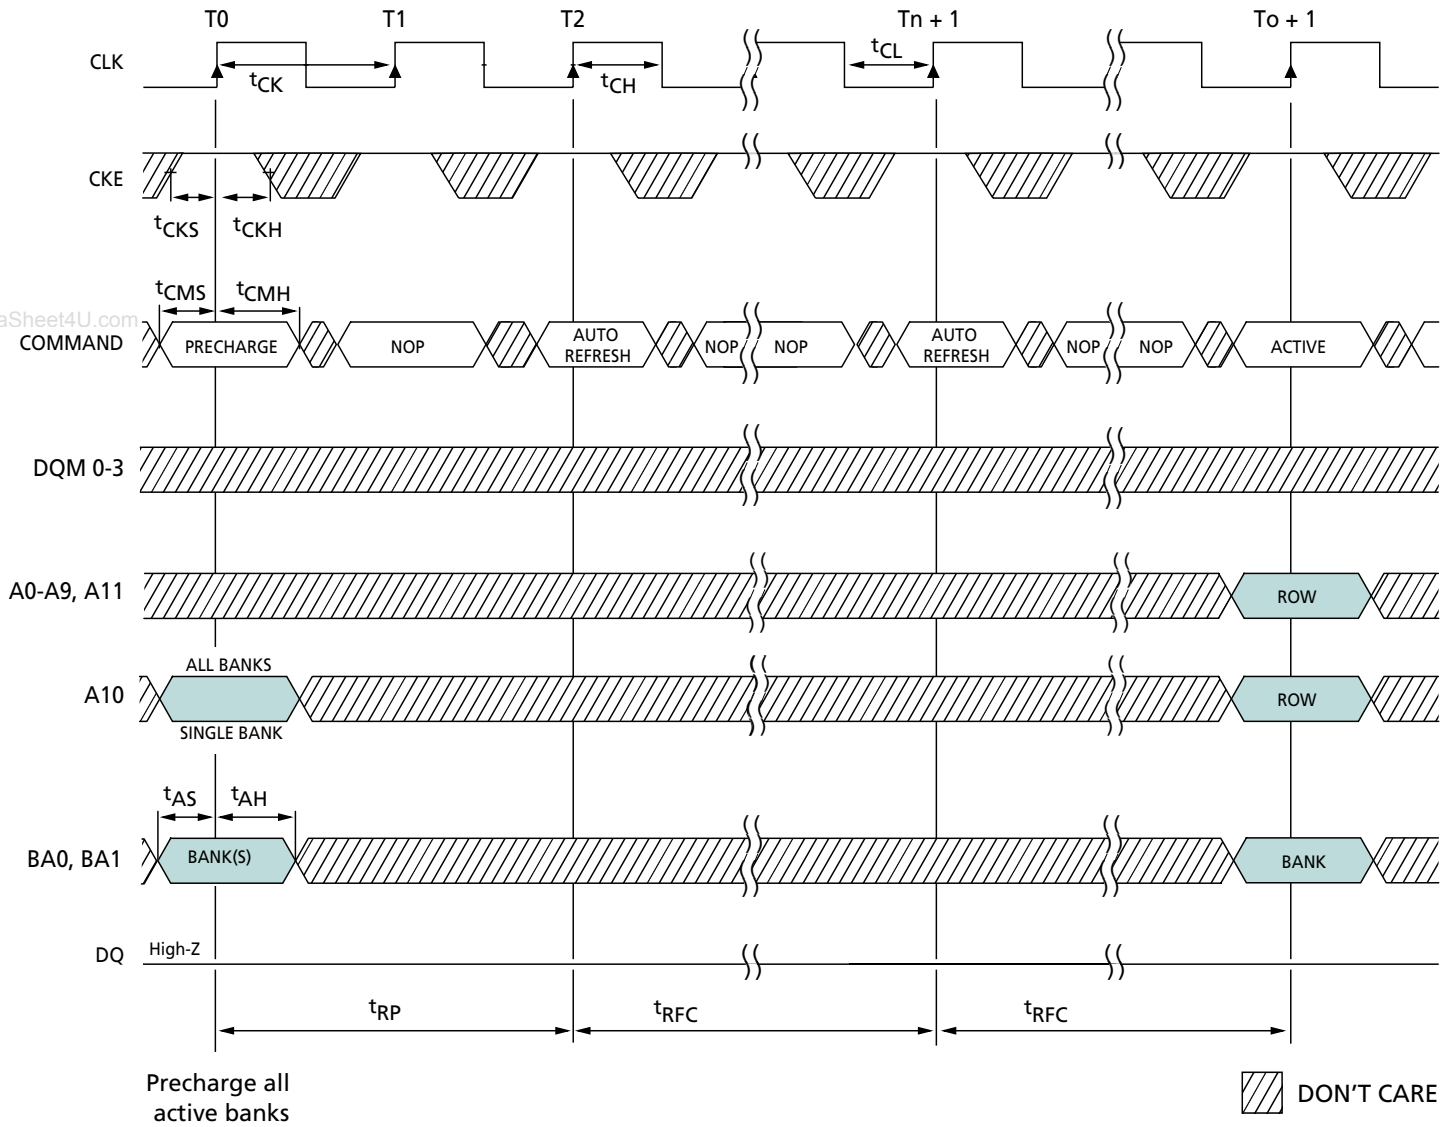 T0 T1 T2 Tn + 1 To + 1
CLK
tCK tCH tCL
CKE
tCKS tCKH
tCMS tCMH
aSheet4U.com
COMMAND PRECHARGE NOP AUTO REFRESH NOP NOP AUTO REFRESH NOP NOP ACTIVE
DQM 0-3
A0-A9, A11 ROW
ALL BANKS
A10 ROW
SINGLE BANK
tAS tAH
BA0, BA1 BANK(S) BANK
DQ High-Z
tRP tRFC tRFC
Precharge all
active banks
DON'T CARE